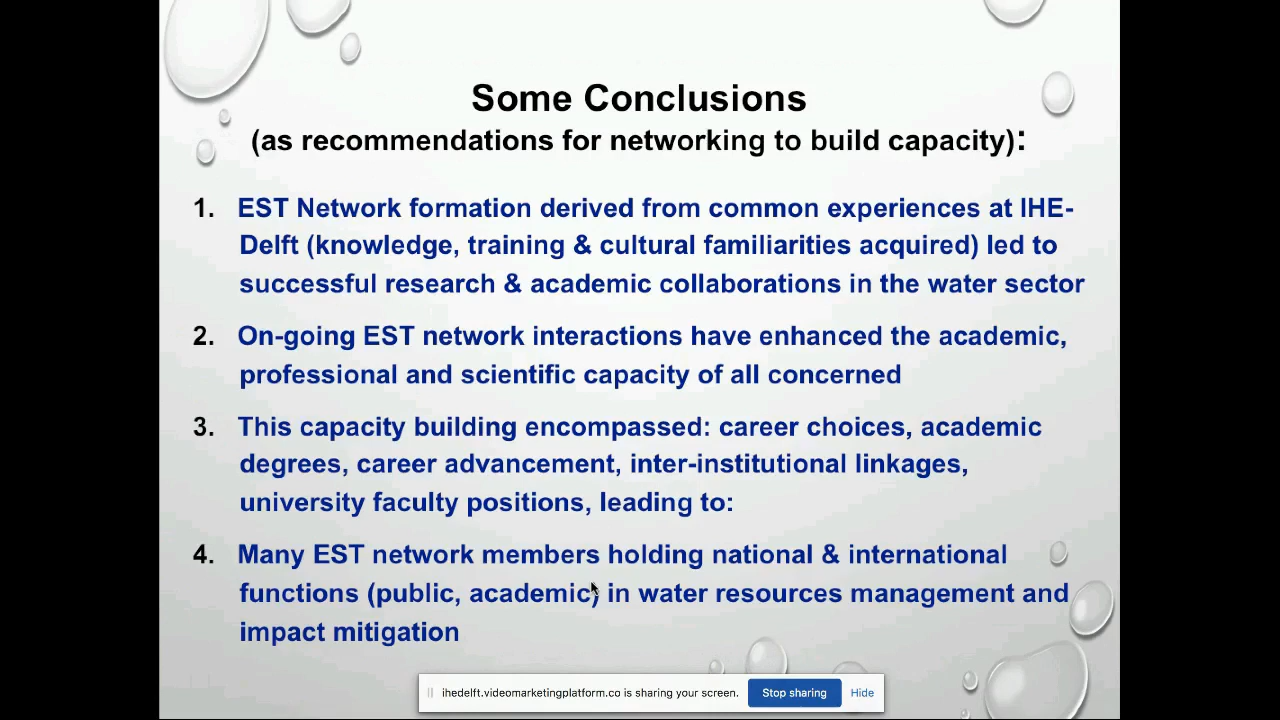 Some Conclusions
(as recommendations for networking to build capacity):
1. EST Network formation derived from common experiences at IHE-
Delft (knowledge, training & cultural familiarities acquired) led to
successful research & academic collaborations in the water sector
2. On-going EST network interactions have enhanced the academic,
professional and scientific capacity of all concerned
3. This capacity building encompassed: career choices, academic
degrees, career advancement, inter-institutional linkages,
university faculty positions, leading to:
4. Many EST network members holding national & international
functions (public, academic) in water resources management and
impact mitigation
ihedelft.videomarketingplatform.co is sharing your screen. Stop sharing Hide